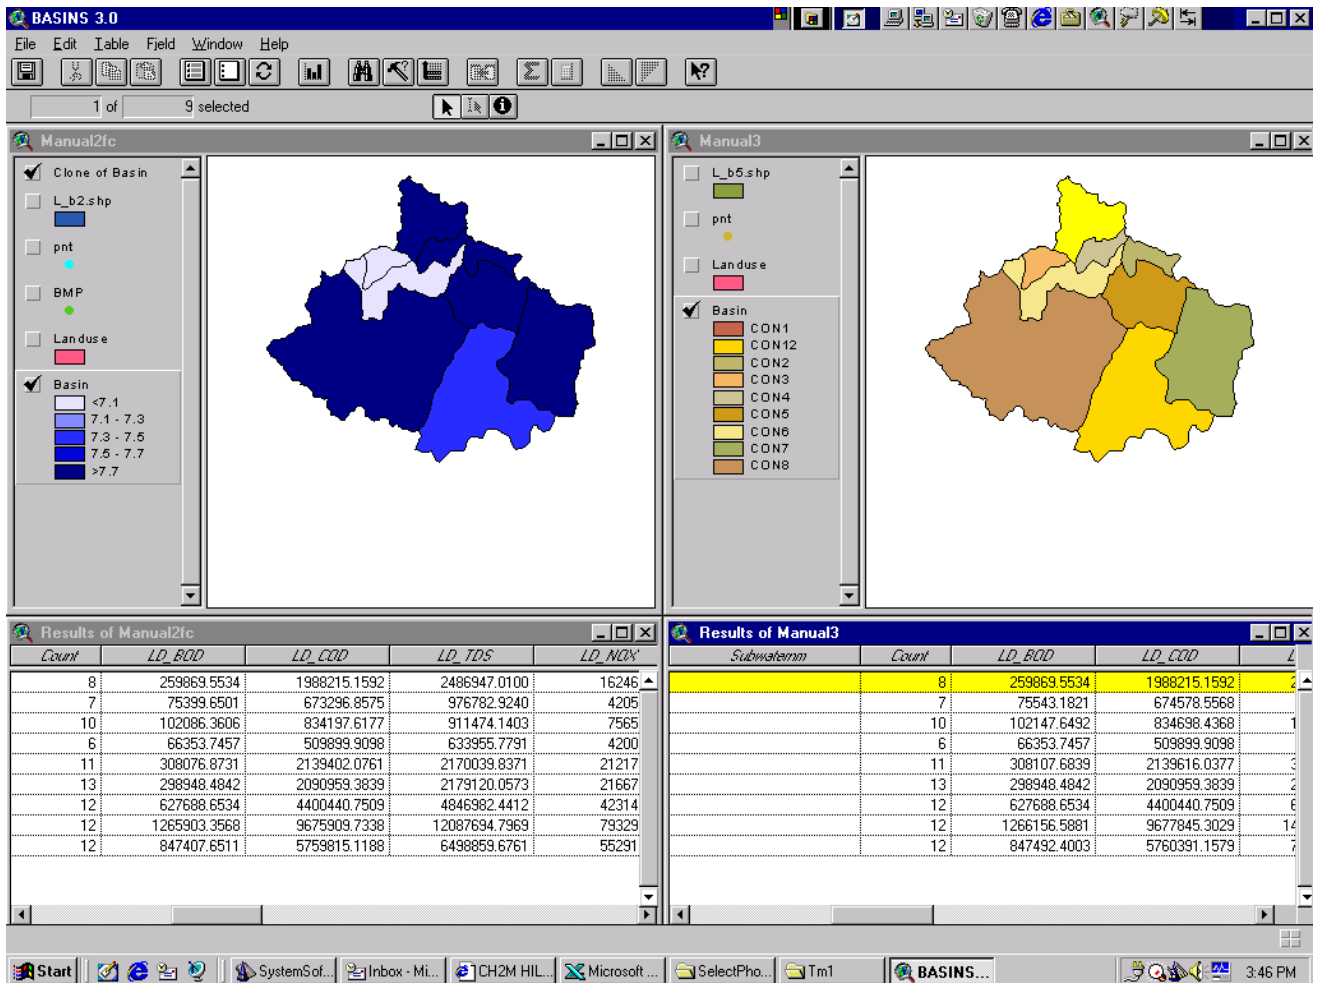 BASINS 3.0
File Edit Table Field Window Help
1 of 9 selected
Manual2fc
Clone of Basin
L_b2.shp
pnt
BMP
Landuse
Basin
<7.1
7.1 - 7.3
7.3 - 7.5
7.5 - 7.7
>7.7
Manual3
L_b5.shp
pnt
Landuse
Basin
CON1
CON12
CON2
CON3
CON4
CON5
CON6
CON7
CON8
Results of Manual2fc
Count LD_BOD LD_COD LD_TDS LD_NOX
8 259869.5534 1988215.1592 2486947.0100 16246
7 75399.6501 673296.8575 976782.9240 4205
10 102086.3606 834197.6177 911474.1403 7565
6 66353.7457 509899.9098 633955.7791 4200
11 308076.8731 2139402.0761 2170039.8371 21217
13 298948.4842 2090959.3839 2179120.0573 21667
12 627688.6534 4400440.7509 4846982.4412 42314
12 1265903.3568 9675909.7338 12087694.7969 79329
12 847407.6511 5759815.1188 6498859.6761 55291
Results of Manual3
Subwaternm Count LD_BOD LD_COD L
8 259869.5534 1988215.1592 2
7 75543.1821 674578.5568
10 102147.6492 834698.4368 1
6 66353.7457 509899.9098
11 308107.6839 2139616.0377 3
13 298948.4842 2090959.3839 2
12 627688.6534 4400440.7509 6
12 1266156.5881 9677845.3029 14
12 847492.4003 5760391.1579 7
Start SystemSof... Inbox - Mi... CH2M HIL... Microsoft ... SelectPho... Tm1 BASINS... 3:46 PM